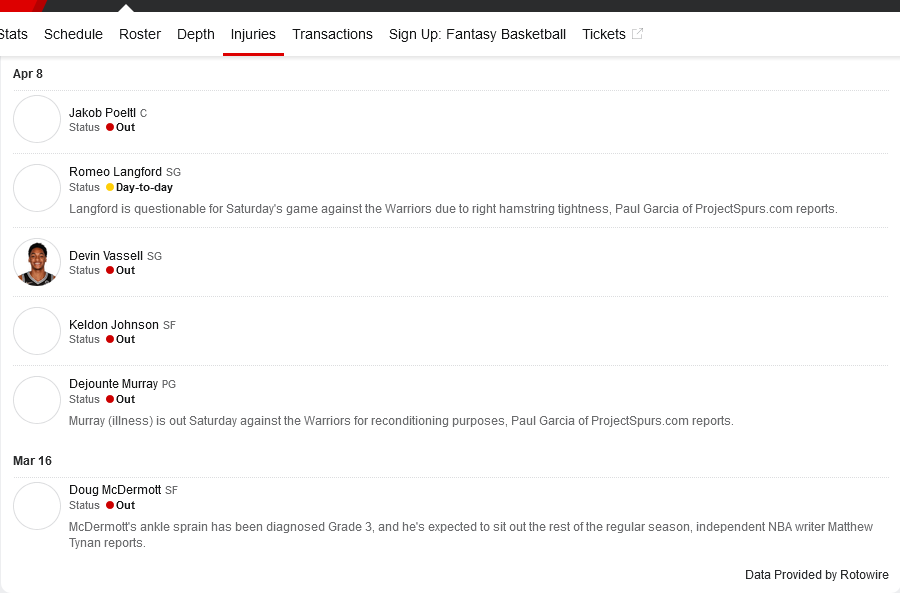 Stats Schedule Roster Depth Injuries Transactions Sign Up: Fantasy Basketball Tickets
Apr 8
Jakob Poeltl C
Status Out
Romeo Langford SG
Status Day-to-day
Langford is questionable for Saturday's game against the Warriors due to right hamstring tightness, Paul Garcia of ProjectSpurs.com reports.
Devin Vassell SG
Status Out
Keldon Johnson SF
Status Out
Dejounte Murray PG
Status Out
Murray (illness) is out Saturday against the Warriors for reconditioning purposes, Paul Garcia of ProjectSpurs.com reports.
Mar 16
Doug McDermott SF
Status Out
McDermott's ankle sprain has been diagnosed Grade 3, and he's expected to sit out the rest of the regular season, independent NBA writer Matthew
Tynan reports.
Data Provided by Rotowire